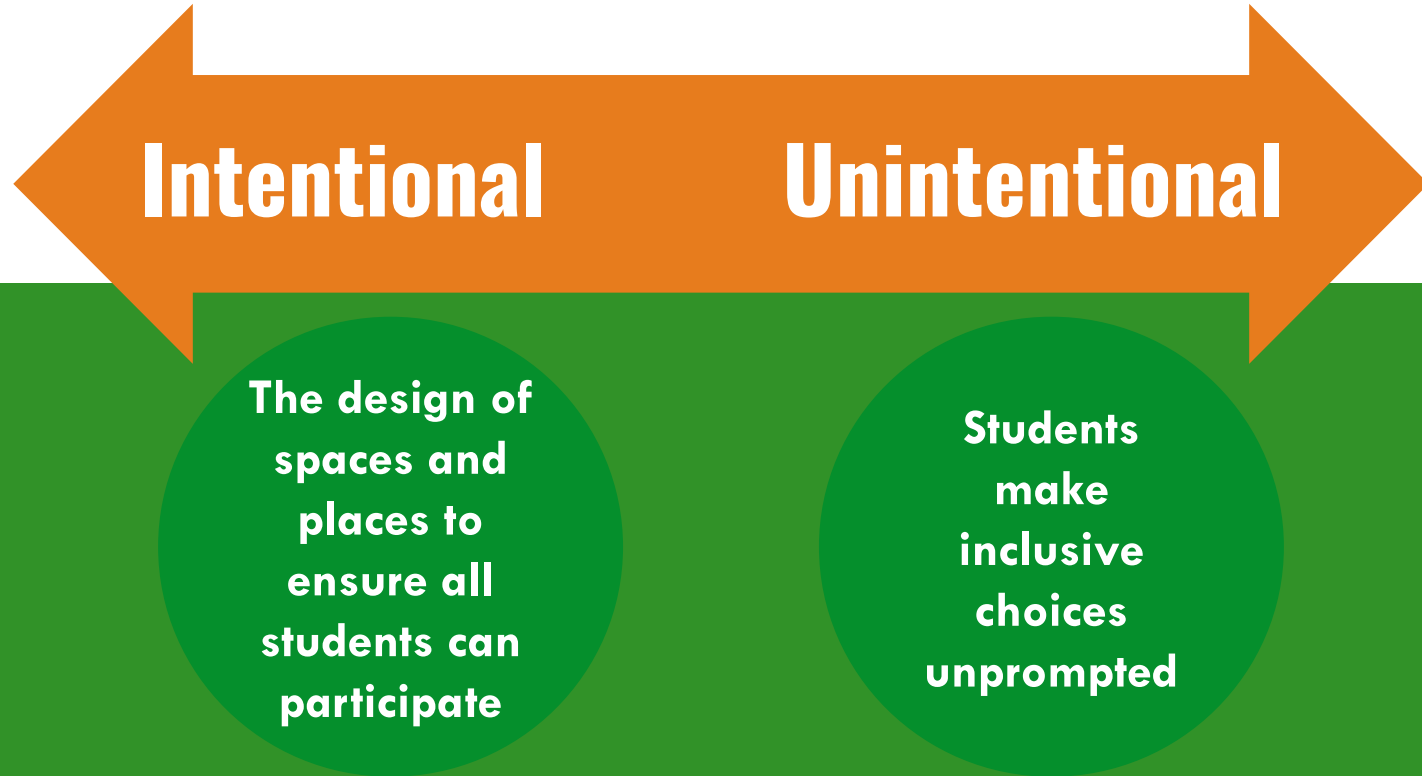 Intentional
Unintentional
The design of
spaces and
places to
ensure all
students can
participate
Students
make
inclusive
choices
unprompted